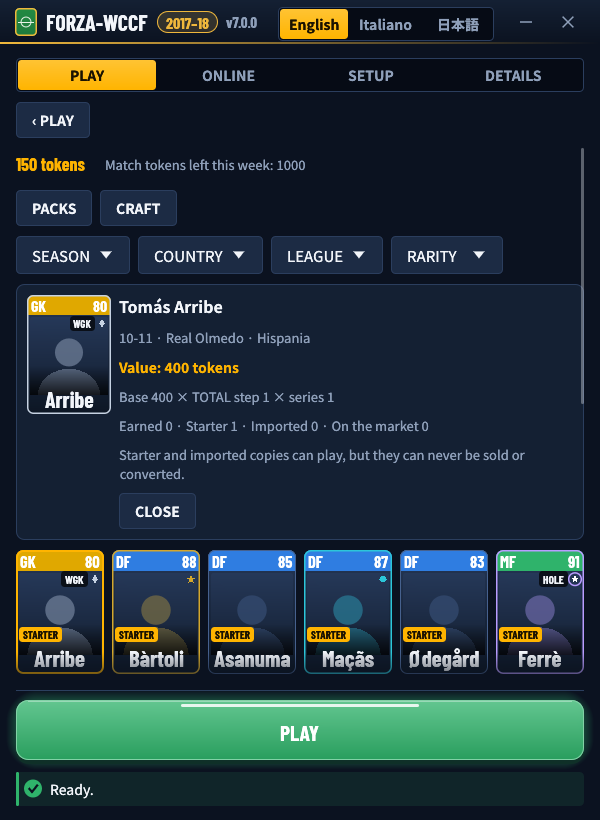 FORZA-WCCF 2017-18 v7.0.0 English Italiano 日本語
PLAY ONLINE SETUP DETAILS
‹ PLAY
150 tokens Match tokens left this week: 1000
PACKS CRAFT
SEASON COUNTRY LEAGUE RARITY
GK 80
WGK
Arribe
Tomás Arribe
10-11 · Real Olmedo · Hispania
Value: 400 tokens
Base 400 × TOTAL step 1 × series 1
Earned 0 · Starter 1 · Imported 0 · On the market 0
Starter and imported copies can play, but they can never be sold or
converted.
CLOSE
GK 80 DF 88 DF 85 DF 87 DF 83 MF 91
WGK HOLE
STARTER STARTER STARTER STARTER STARTER STARTER
Arribe Bàrtoli Asanuma Maçãs Ødegård Ferrè
PLAY
Ready.